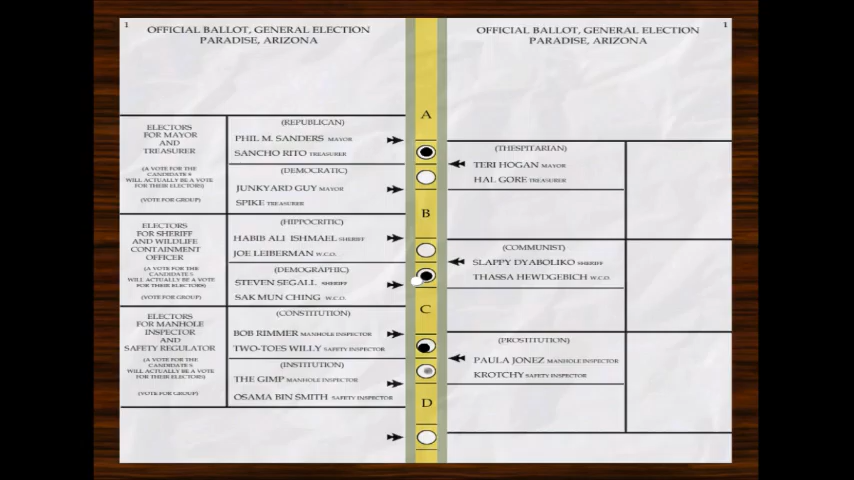 1
OFFICIAL BALLOT, GENERAL ELECTION
PARADISE, ARIZONA
ELECTORS
FOR MAYOR
AND
TREASURER
(A VOTE FOR THE
CANDIDATE S
WILL ACTUALLY BE A VOTE
FOR THEIR ELECTORS)
(VOTE FOR GROUP)
(REPUBLICAN)
PHIL M. SANDERS MAYOR
SANCHO RITO TREASURER
(DEMOCRATIC)
JUNKYARD GUY MAYOR
SPIKE TREASURER
ELECTORS
FOR SHERIFF
AND WILDLIFE
CONTAINMENT
OFFICER
(A VOTE FOR THE
CANDIDATE S
WILL ACTUALLY BE A VOTE
FOR THEIR ELECTORS)
(VOTE FOR GROUP)
(HIPPOCRITIC)
HABIB ALI ISHMAEL SHERIFF
JOE LEIBERMAN W.C.O.
(DEMOGRAPHIC)
STEVEN SEGALL SHERIFF
SAK MUN CHING W.C.O.
ELECTORS
FOR MANHOLE
INSPECTOR
AND
SAFETY REGULATOR
(A VOTE FOR THE
CANDIDATE S
WILL ACTUALLY BE A VOTE
FOR THEIR ELECTORS)
(VOTE FOR GROUP)
(CONSTITUTION)
BOB RIMMER MANHOLE INSPECTOR
TWO-TOES WILLY SAFETY INSPECTOR
(INSTITUTION)
THE GIMP MANHOLE INSPECTOR
OSAMA BIN SMITH SAFETY INSPECTOR
A
B
C
D
OFFICIAL BALLOT, GENERAL ELECTION
PARADISE, ARIZONA
1
(THESPITARIAN)
TERI HOGAN MAYOR
HAL GORE TREASURER
(COMMUNIST)
SLAPPY DYABOLIKO SHERIFF
THASSA HEWDGEBICH W.C.O.
(PROSTITUTION)
PAULA JONEZ MANHOLE INSPECTOR
KROTCHY SAFETY INSPECTOR